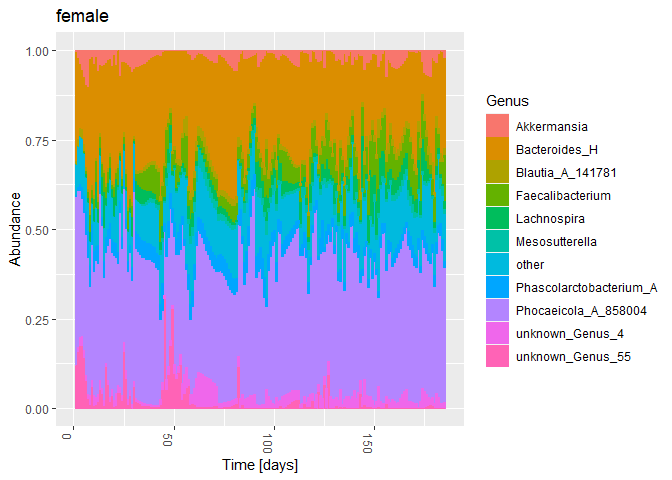 female
1.00
0.75
0.50
0.25
0.00
Abundance
0
50
100
150
Time [days]
Genus
Akkermansia
Bacteroides_H
Blautia_A_141781
Faecalibacterium
Lachnospira
Mesosutterella
other
Phascolarctobacterium_A
Phocaeicola_A_858004
unknown_Genus_4
unknown_Genus_55